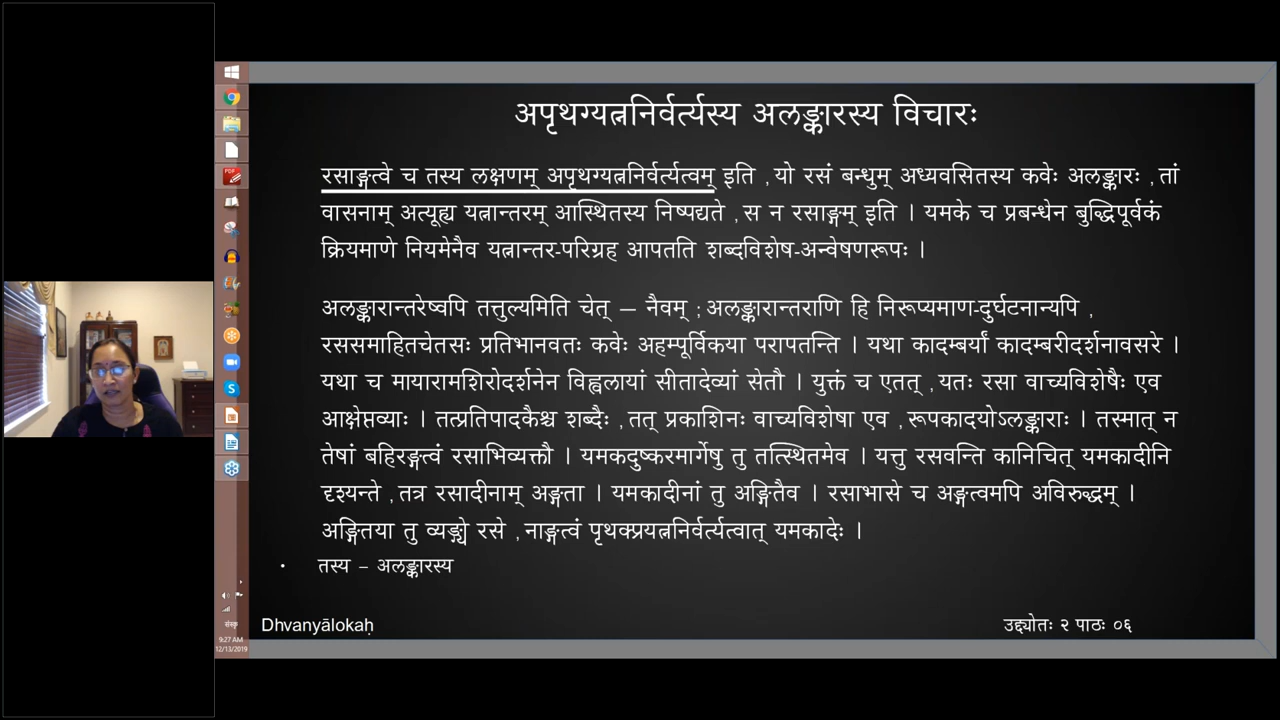 अपृथग्यत्ननिर्वर्त्यस्य अलङ्कारस्य विचारः
रसाङ्गत्वे च तस्य लक्षणम् अपृथग्यत्ननिर्वर्त्यत्वम् इति ,यो रसं बन्धुम् अध्यवसितस्य कवेः अलङ्कारः ,तां
वासनाम् अत्यूह्य यत्नान्तरम् आस्थितस्य निष्पद्यते ,स न रसाङ्गम् इति । यमके च प्रबन्धेन बुद्धिपूर्वकं
क्रियमाणे नियमेनैव यत्नान्तर-परिग्रह आपतति शब्दविशेष-अन्वेषणरूपः ।
अलङ्कारान्तरेष्वपि तत्तुल्यमिति चेत् – नैवम् ;अलङ्कारान्तराणि हि निरूप्यमाण-दुर्घटनान्यपि ,
रससमाहितचेतसः प्रतिभानवतः कवेः अहम्पूर्विकया परापतन्ति । यथा कादम्बर्यां कादम्बरीदर्शनावसरे ।
यथा च मायारामशिरोदर्शनेन विह्वलायां सीतादेव्यां सेतौ । युक्तं च एतत् ,यतः रसा वाच्यविशेषैः एव
आक्षेप्तव्याः । तत्प्रतिपादकैश्च शब्दैः ,तत् प्रकाशिनः वाच्यविशेषा एव ,रूपकादयोऽलङ्काराः । तस्मात् न
तेषां बहिरङ्गत्वं रसाभिव्यक्तौ । यमकदुष्करमार्गेषु तु तत्स्थितमेव । यत्तु रसवन्ति कानिचित् यमकादीनि
दृश्यन्ते ,तत्र रसादीनाम् अङ्गता । यमकादीनां तु अङ्गितैव । रसाभासे च अङ्गत्वमपि अविरुद्धम् ।
अङ्गितया तु व्यङ्ग्ये रसे ,नाङ्गत्वं पृथक्प्रयत्ननिर्वर्त्यत्वात् यमकादेः ।
• तस्य – अलङ्कारस्य
Dhvanyālokaḥ
उद्द्योतः २ पाठः ०६
संस्कृ
9:27 AM
12/13/2019